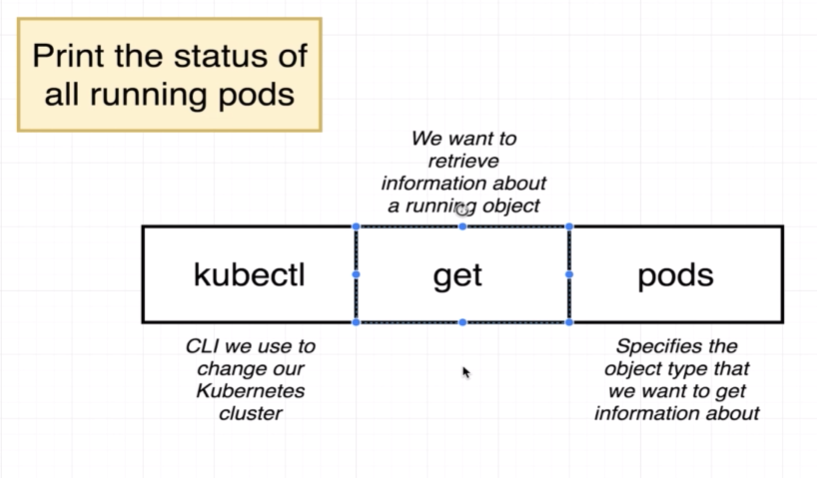 Print the status of
all running pods
We want to
retrieve
information about
a running object
kubectl
get
pods
CLI we use to
change our
Kubernetes
cluster
Specifies the
object type that
we want to get
information about